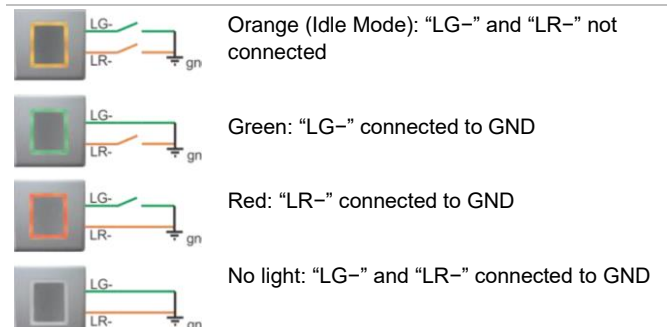 LG-
LR-
gn
Orange (Idle Mode): “LG−” and “LR−” not
connected
LG-
LR-
gn
Green: “LG−” connected to GND
LG-
LR-
gn
Red: “LR−” connected to GND
LG-
LR-
gn
No light: “LG−” and “LR−” connected to GND